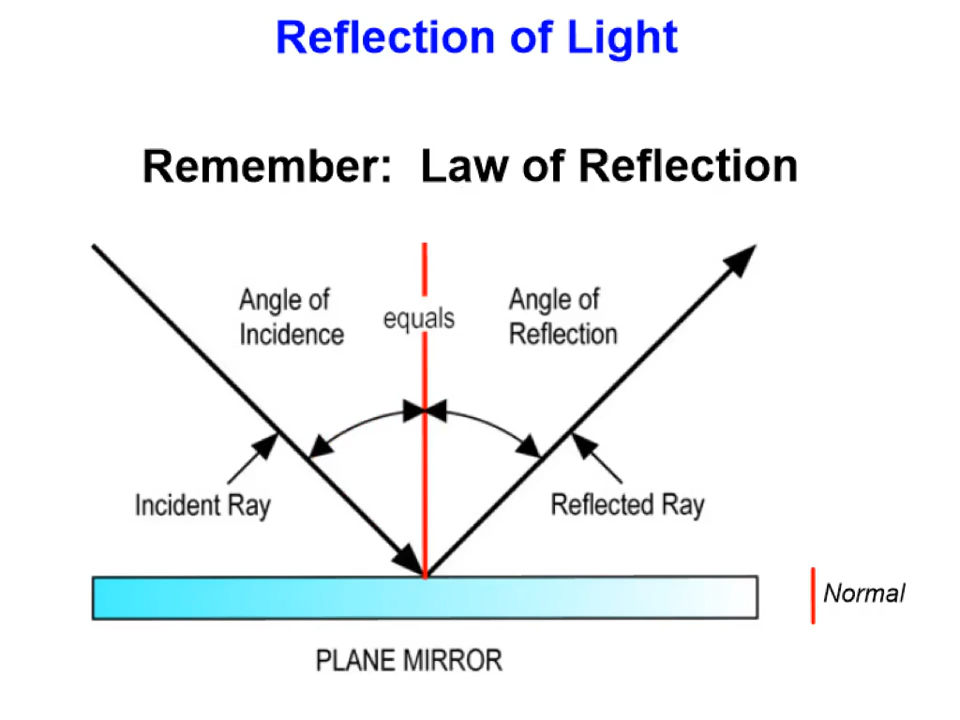 Reflection of Light
Remember: Law of Reflection
Angle of
Incidence
equals
Angle of
Reflection
Incident Ray
Reflected Ray
Normal
PLANE MIRROR